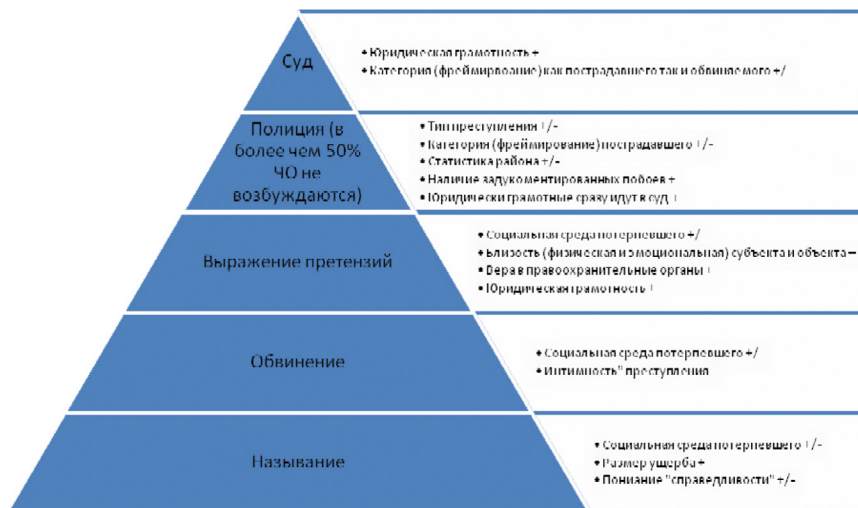 Суд
• Юридическая грамотность +
• Категория (фреймирвоание) как пострадавшего так и обвиняемого +/
Полиция (в
более чем 50%
ЧО не
возбуждаются)
• Тип преступления +/-
• Категория (фреймирование) пострадавшего +/-
• Статистика района +/-
• Наличие задукоментированных побоев +
• Юридически грамотные сразу идут в суд +
Выражение претензий
• Социальная среда потерпевшего +/
• Близость (физическая и эмоциональная) субъекта и объекта –
• Вера в правоохранительные органы +
• Юридическая грамотность +
Обвинение
• Социальная среда потерпевшего +/
• Интимность" преступления
Называние
• Социальная среда потерпевшего +/-
• Размер ущерба +
• Пониание "справедливости" +/-